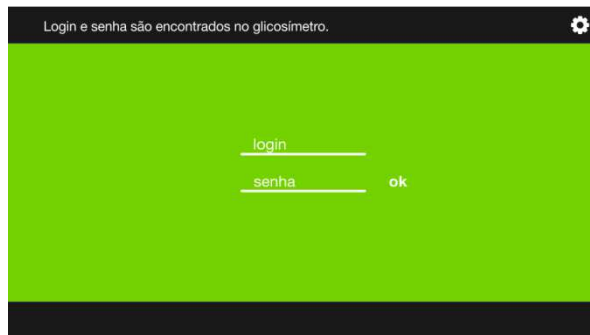 Login e senha são encontrados no glicosímetro.
login
senha
ok